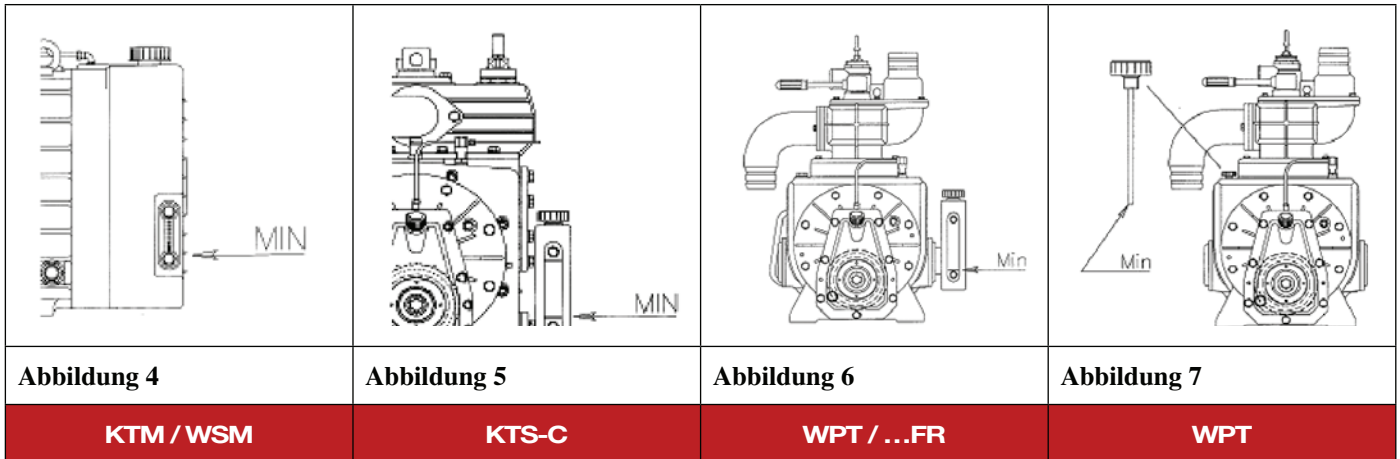 MIN
MIN
Min
Min
Abbildung 4
Abbildung 5
Abbildung 6
Abbildung 7
KTM / WSM
KTS-C
WPT / ...FR
WPT